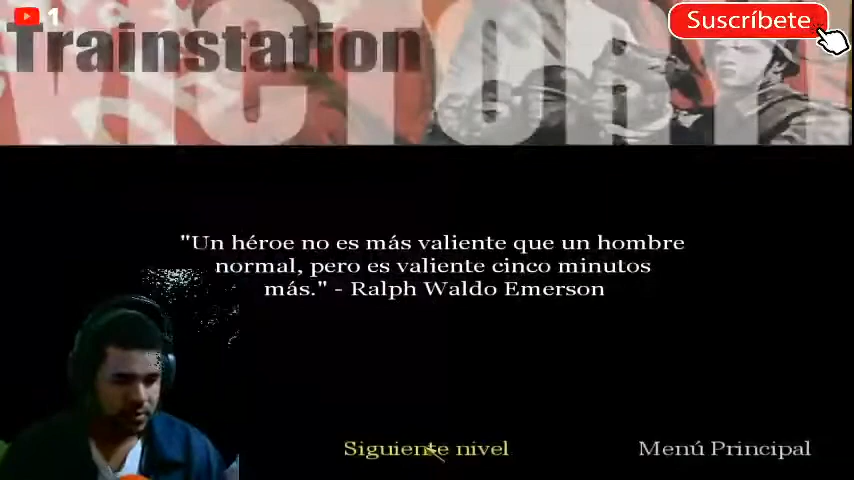 1
Suscríbete
Trainstation
VICTORY
"Un héroe no es más valiente que un hombre
normal, pero es valiente cinco minutos
más." - Ralph Waldo Emerson
Siguiente nivel
Menú Principal